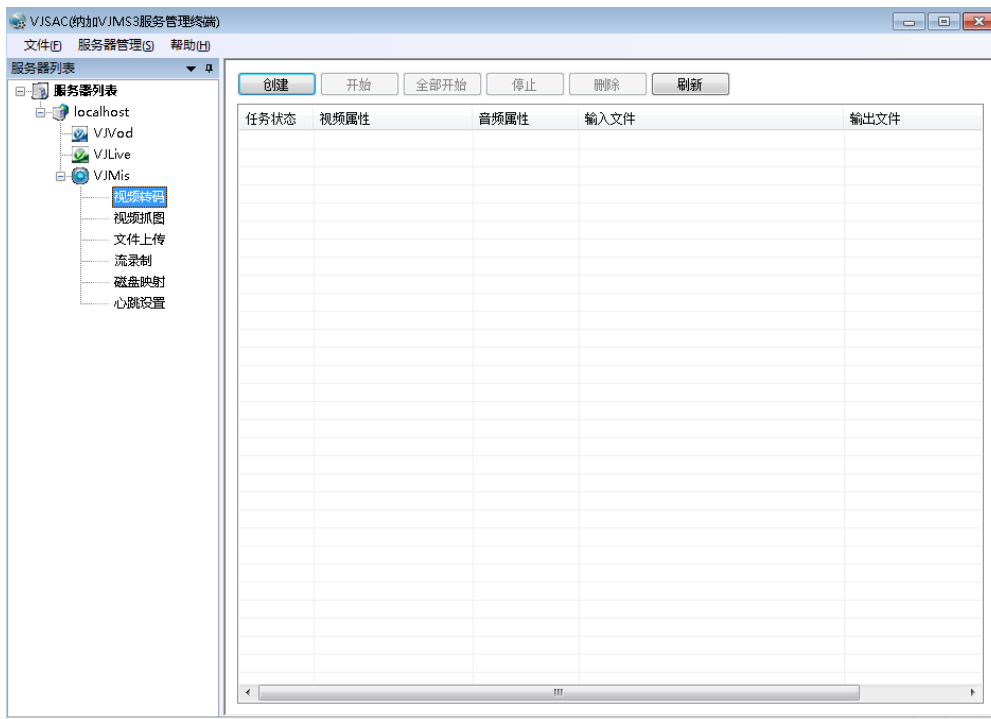 VJSAC(纳加VJMS3服务管理终端)
文件(F) 服务器管理(S) 帮助(H)
服务器列表
服务器列表
localhost
VJVod
VJLive
VJMis
视频转码
视频抓图
文件上传
流录制
磁盘映射
心跳设置
创建 开始 全部开始 停止 删除 刷新
任务状态 视频属性 音频属性 输入文件 输出文件